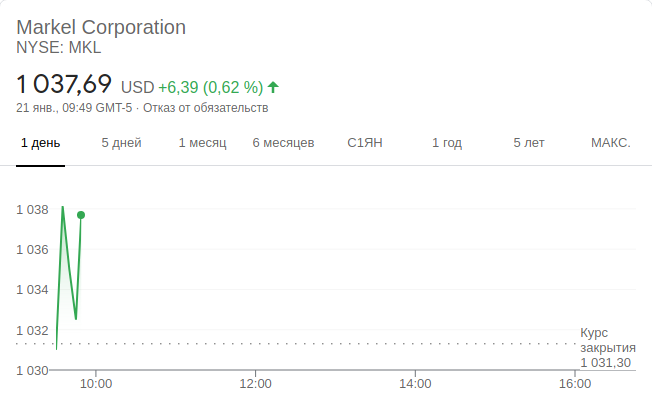 Markel Corporation
NYSE: MKL
1 037,69 USD +6,39 (0,62 %)
21 янв., 09:49 GMT-5 · Отказ от обязательств
1 день 5 дней 1 месяц 6 месяцев С1ЯН 1 год 5 лет МАКС.
1 038
1 036
1 034
1 032
1 030
Курс
закрытия
1 031,30
10:00 12:00 14:00 16:00